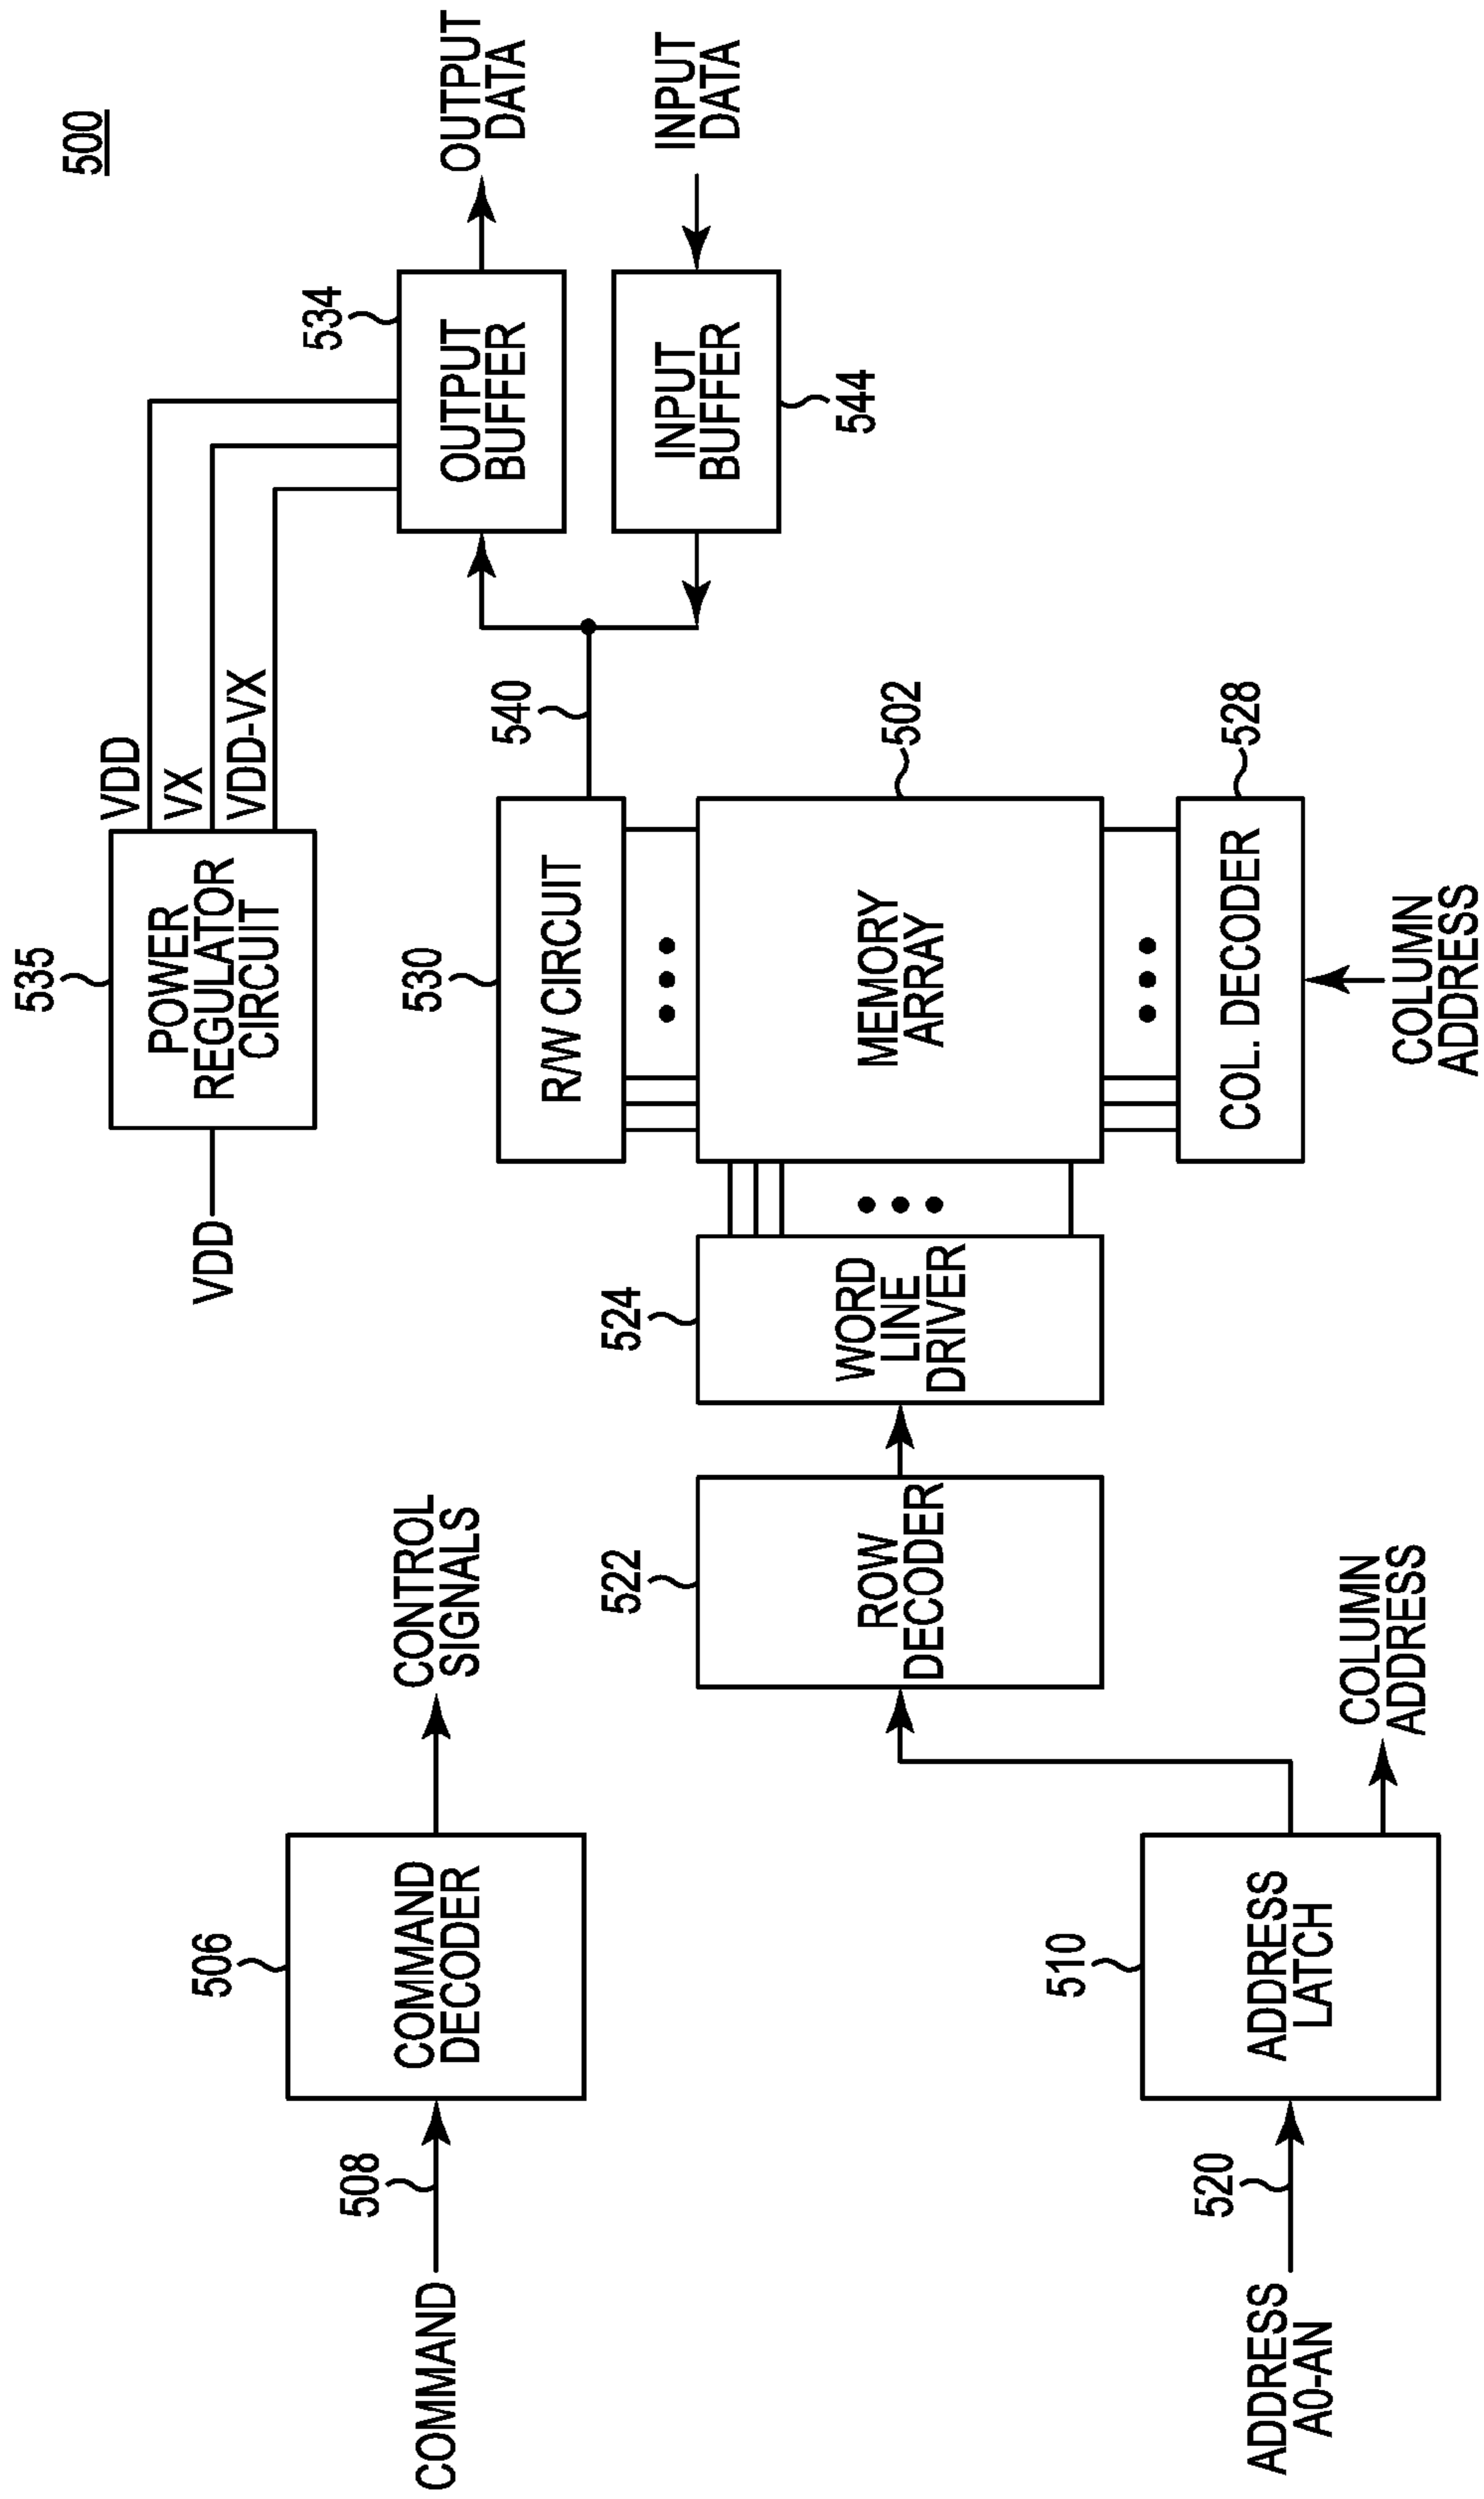 500
535
POWER
REGULATOR
CIRCUIT
VDD
VDD
VX
VDD-VX
534
OUTPUT
BUFFER
OUTPUT
DATA
INPUT
BUFFER
544
INPUT
DATA
506
COMMAND
DECODER
508
COMMAND
CONTROL
SIGNALS
530
R/W CIRCUIT
540
522
ROW
DECODER
524
WORD
LINE
DRIVER
MEMORY
ARRAY
502
COL. DECODER
528
COLUMN
ADDRESS
510
ADDRESS
LATCH
520
ADDRESS
A0-AN
COLUMN
ADDRESS